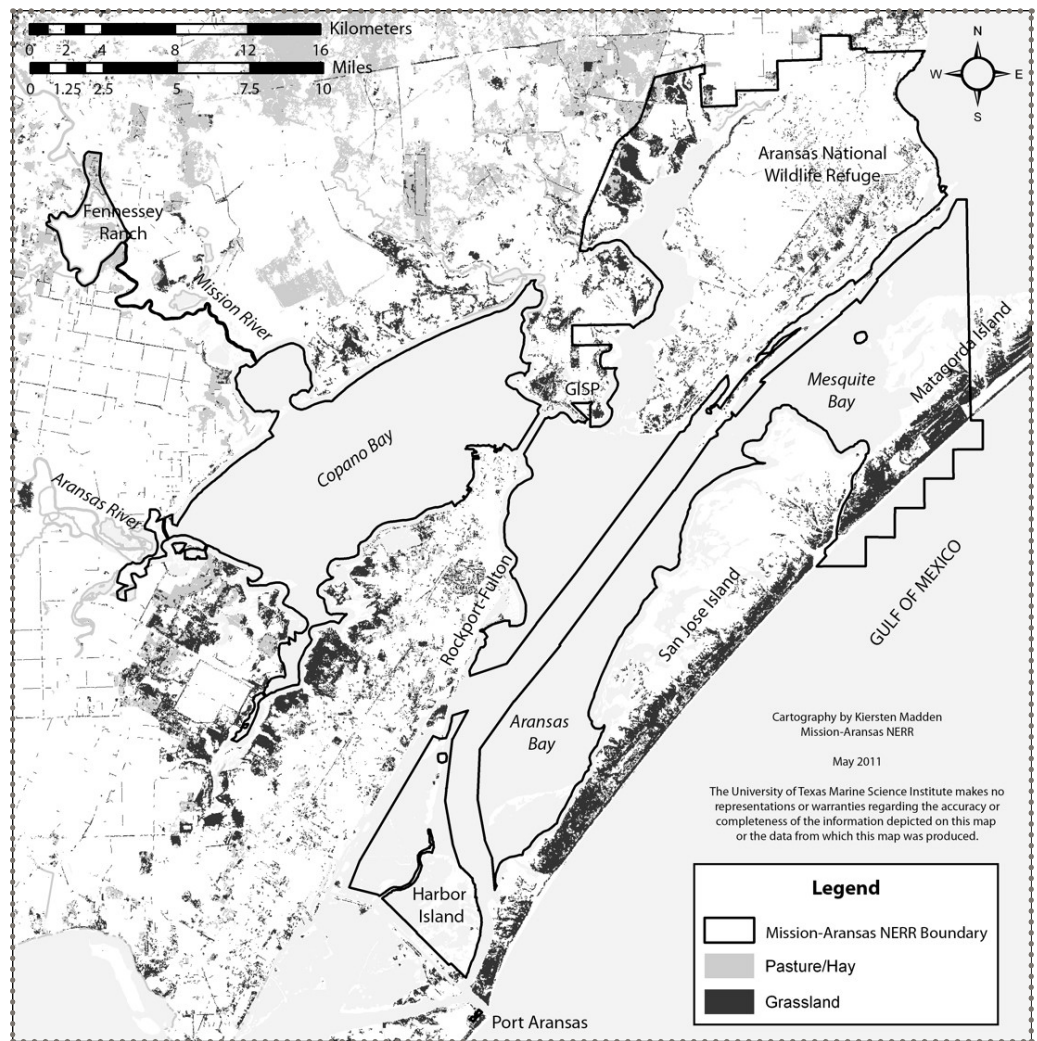 Kilometers
0 2 4 8 12 16
Miles
0 1.25 2.5 5 7.5 10
N
W E
S
Aransas National
Wildlife Refuge
Fennessey
Ranch
Mission River
Matagorda Island
GISP
Mesquite
Bay
Copano Bay
Aransas River
Rockport-Fulton
San Jose Island
GULF OF MEXICO
Aransas
Bay
Cartography by Kiersten Madden
Mission-Aransas NERR
May 2011
The University of Texas Marine Science Institute makes no
representations or warranties regarding the accuracy or
completeness of the information depicted on this map
or the data from which this map was produced.
Harbor
Island
Legend
Mission-Aransas NERR Boundary
Pasture/Hay
Grassland
Port Aransas